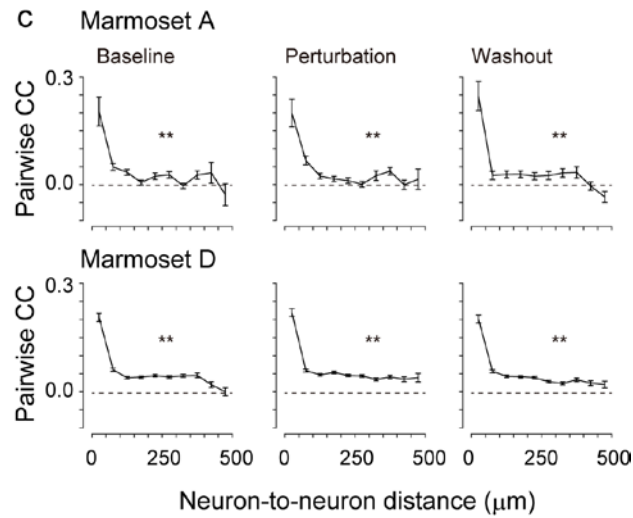 C Marmoset A
Baseline Perturbation Washout
0.3
Pairwise CC
** ** **
0.0
Marmoset D
0.3
Pairwise CC
** ** **
0.0
0 250 500 0 250 500 0 250 500
Neuron-to-neuron distance (μm)